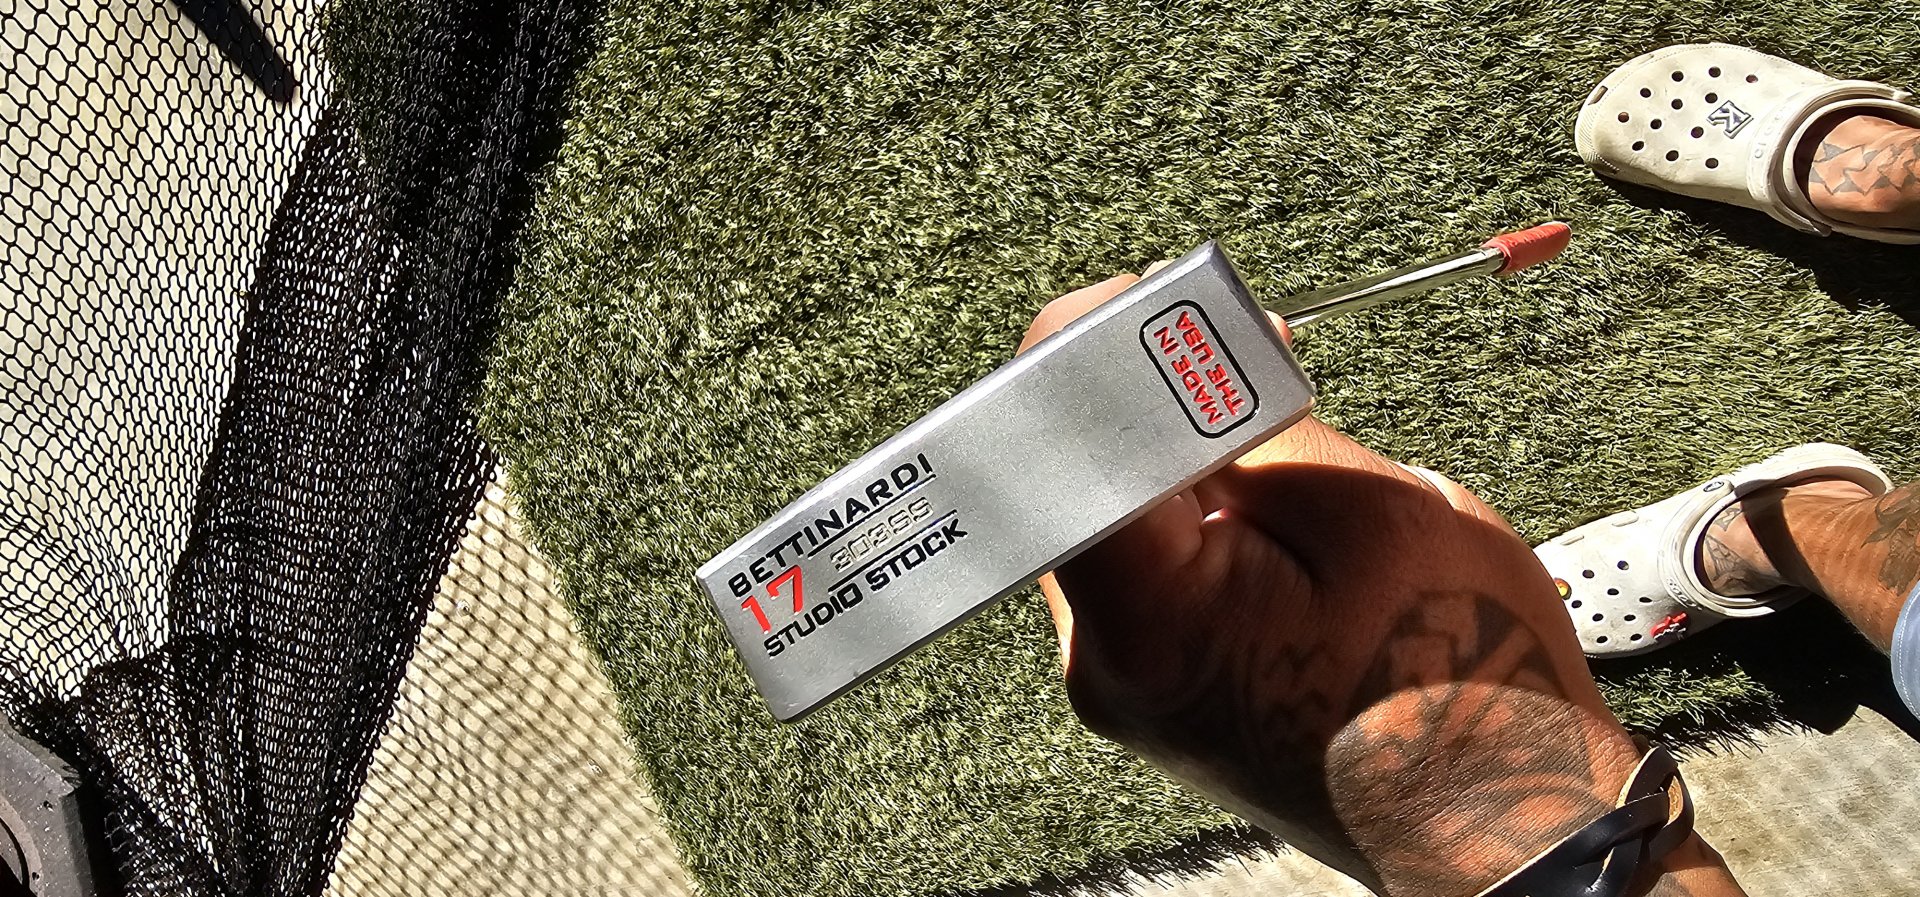 BETTINARDI
17 303SS
STUDIO STOCK
MADE IN
THE USA